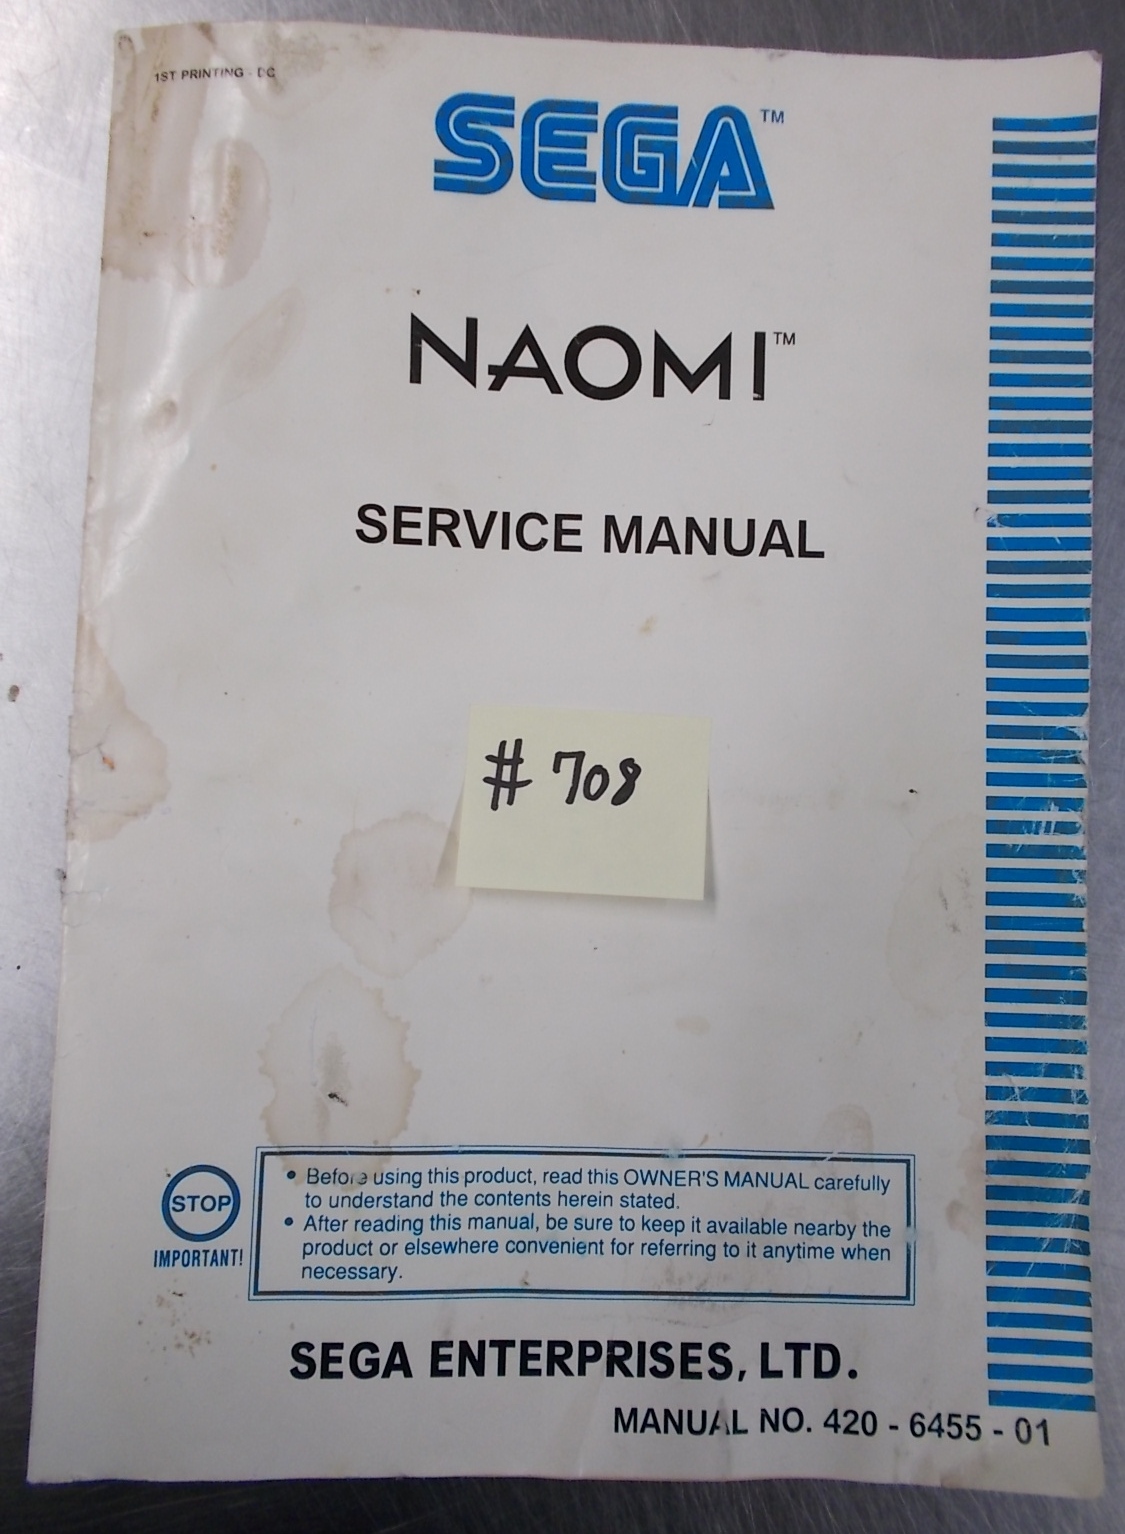 1ST PRINTING - DC
SEGA™
NAOMI™
SERVICE MANUAL
# 708
• Before using this product, read this OWNER'S MANUAL carefully
to understand the contents herein stated.
• After reading this manual, be sure to keep it available nearby the
product or elsewhere convenient for referring to it anytime when
necessary.
STOP
IMPORTANT!
SEGA ENTERPRISES, LTD.
MANUAL NO. 420 - 6455 - 01